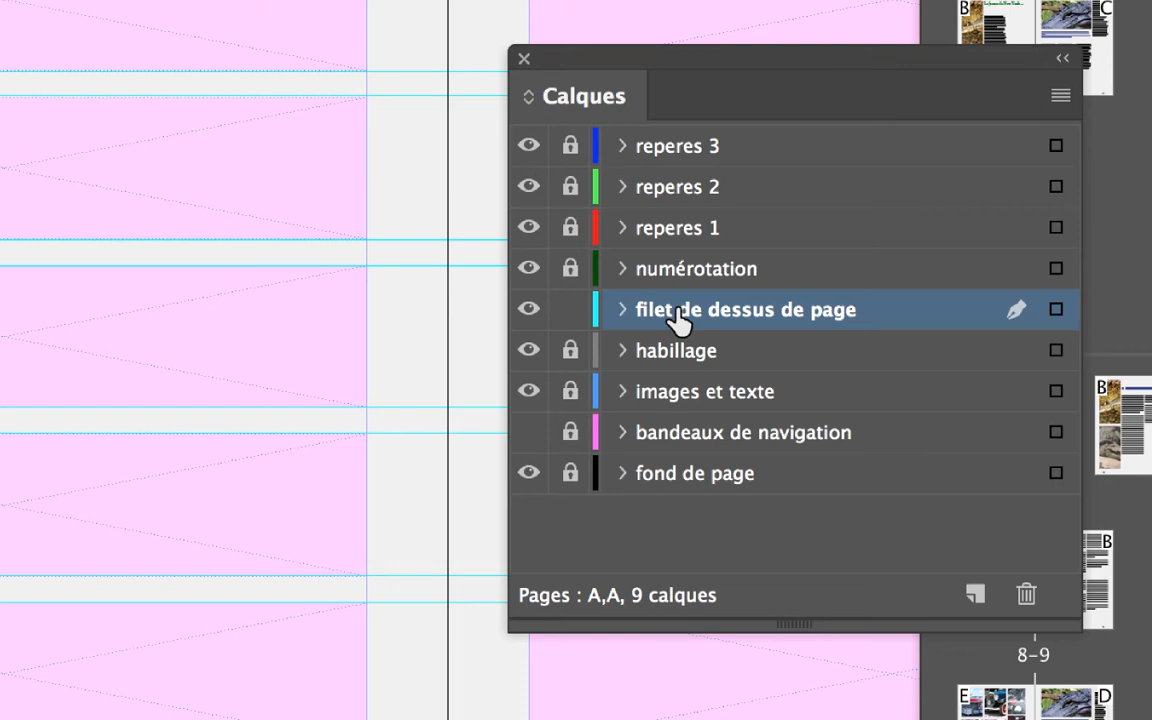 B
C
Calques
reperes 3
reperes 2
reperes 1
numérotation
filet de dessus de page
habillage
images et texte
bandeaux de navigation
fond de page
Pages : A,A, 9 calques
B
B
8-9
E
D